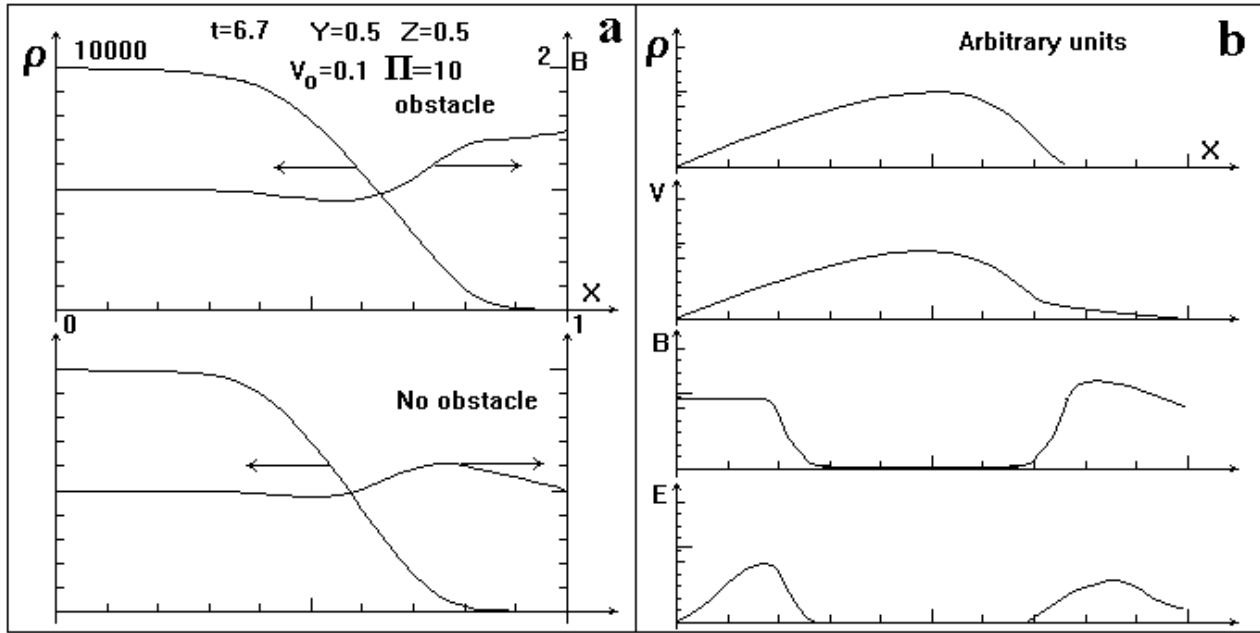 a
t=6.7 Y=0.5 Z=0.5
ρ 10000 2 B
V₀=0.1 Π=10
obstacle
X
0 1
No obstacle
b
ρ Arbitrary units
X
V
B
E